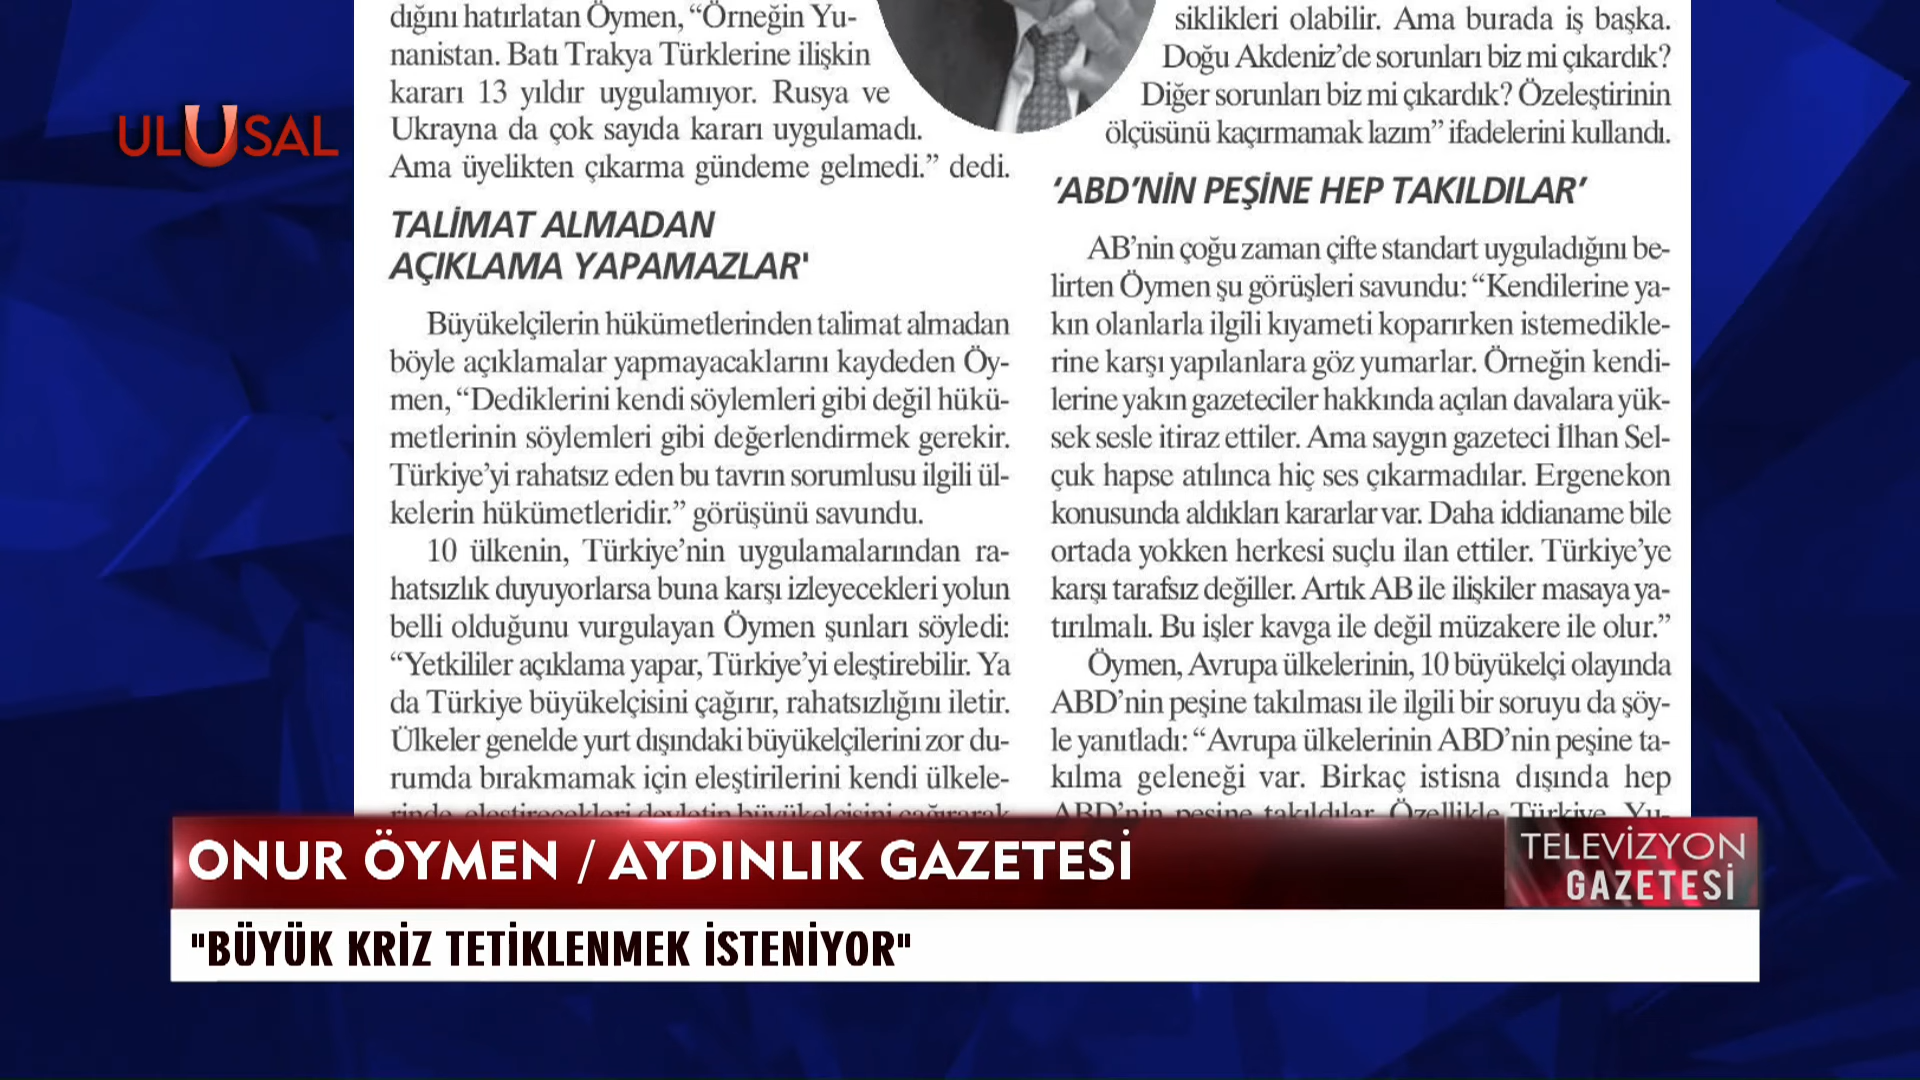 ULUSAL
dığını hatırlatan Öymen, “Örneğin Yu-
nanistan. Batı Trakya Türklerine ilişkin
kararı 13 yıldır uygulamıyor. Rusya ve
Ukrayna da çok sayıda kararı uygulamadı.
Ama üyelikten çıkarma gündeme gelmedi.” dedi.
TALİMAT ALMADAN
AÇIKLAMA YAPAMAZLAR'
Büyükelçilerin hükümetlerinden talimat almadan
böyle açıklamalar yapmayacaklarını kaydeden Öy-
men, “Dediklerini kendi söylemleri gibi değil hükü-
metlerinin söylemleri gibi değerlendirmek gerekir.
Türkiye’yi rahatsız eden bu tavrın sorumlusu ilgili ül-
kelerin hükümetleridir.” görüşünü savundu.
10 ülkenin, Türkiye’nin uygulamalarından ra-
hatsızlık duyuyorlarsa buna karşı izleyecekleri yolun
belli olduğunu vurgulayan Öymen şunları söyledi:
“Yetkililer açıklama yapar, Türkiye’yi eleştirebilir. Ya
da Türkiye büyükelçisini çağırır, rahatsızlığını iletir.
Ülkeler genelde yurt dışındaki büyükelçilerini zor du-
rumda bırakmamak için eleştirilerini kendi ülkele-
rinde eleştirecekleri devletin büyükelçisini çağırarak
siklikleri olabilir. Ama burada iş başka.
Doğu Akdeniz’de sorunları biz mi çıkardık?
Diğer sorunları biz mi çıkardık? Özeleştirinin
ölçüsünü kaçırmamak lazım” ifadelerini kullandı.
‘ABD’NİN PEŞİNE HEP TAKILDILAR’
AB’nin çoğu zaman çifte standart uyguladığını be-
lirten Öymen şu görüşleri savundu: “Kendilerine ya-
kın olanlarla ilgili kıyameti koparırken istemedikle-
rine karşı yapılanlara göz yumarlar. Örneğin kendi-
lerine yakın gazeteciler hakkında açılan davalara yük-
sek sesle itiraz ettiler. Ama saygın gazeteci İlhan Sel-
çuk hapse atılınca hiç ses çıkarmadılar. Ergenekon
konusunda aldıkları kararlar var. Daha iddianame bile
ortada yokken herkesi suçlu ilan ettiler. Türkiye’ye
karşı tarafsız değiller. Artık AB ile ilişkiler masaya ya-
tırılmalı. Bu işler kavga ile değil müzakere ile olur.”
Öymen, Avrupa ülkelerinin, 10 büyükelçi olayında
ABD’nin peşine takılması ile ilgili bir soruyu da şöy-
le yanıtladı: “Avrupa ülkelerinin ABD’nin peşine ta-
kılma geleneği var. Birkaç istisna dışında hep
ABD’nin peşine takıldılar. Özellikle Türkiye, Yu-
ONUR ÖYMEN / AYDINLIK GAZETESİ
TELEVİZYON
GAZETESİ
"BÜYÜK KRİZ TETİKLENMEK İSTENİYOR"